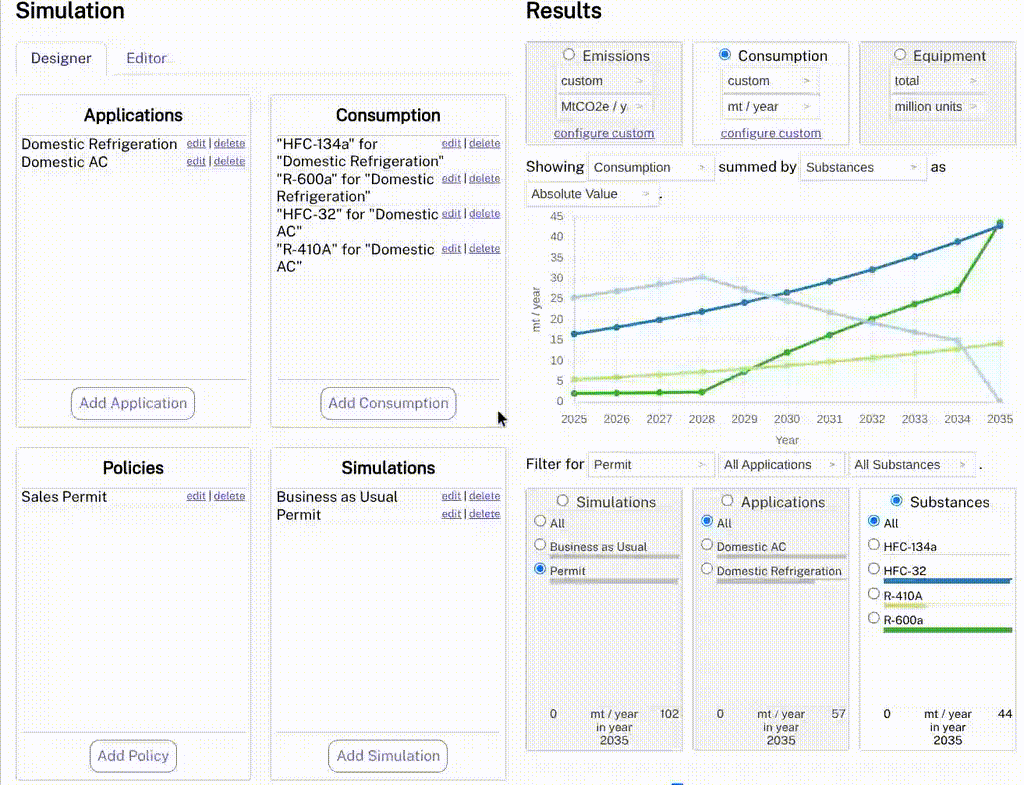 Simulation
Designer
Editor
Applications
Domestic Refrigeration edit | delete
Domestic AC edit | delete
Add Application
Consumption
"HFC-134a" for edit | delete
"Domestic Refrigeration"
"R-600a" for "Domestic edit | delete
Refrigeration"
"HFC-32" for "Domestic edit | delete
AC"
"R-410A" for "Domestic edit | delete
AC"
Add Consumption
Policies
Sales Permit edit | delete
Add Policy
Simulations
Business as Usual edit | delete
Permit edit | delete
Add Simulation
Results
Emissions
custom >
MtCO2e / y >
configure custom
Consumption
custom >
mt / year >
configure custom
Equipment
total >
million units >
Showing Consumption > summed by Substances > as
Absolute Value > .
45
40
35
30
25
20
15
10
5
0
mt / year
2025 2026 2027 2028 2029 2030 2031 2032 2033 2034 2035
Year
Filter for Permit > All Applications > All Substances > .
Simulations
All
Business as Usual
Permit
0 mt / year 102
in year
2035
Applications
All
Domestic AC
Domestic Refrigeration
0 mt / year 57
in year
2035
Substances
All
HFC-134a
HFC-32
R-410A
R-600a
0 mt / year 44
in year
2035